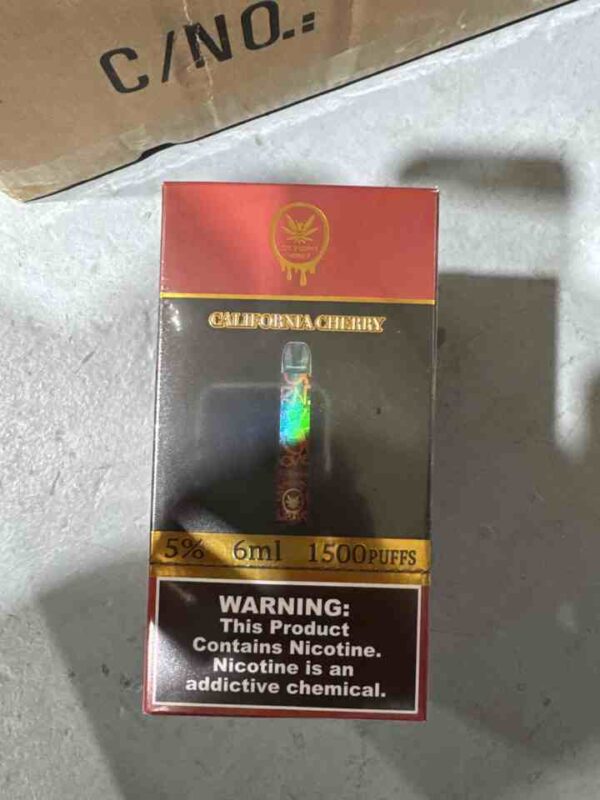 C/NO.:
CALIFORNIA CHERRY
5% 6ml 1500PUFFS
WARNING:
This Product
Contains Nicotine.
Nicotine is an
addictive chemical.